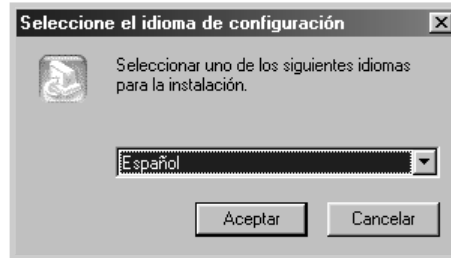 Seleccione el idioma de configuración
Seleccionar uno de los siguientes idiomas
para la instalación.
Español
Aceptar
Cancelar